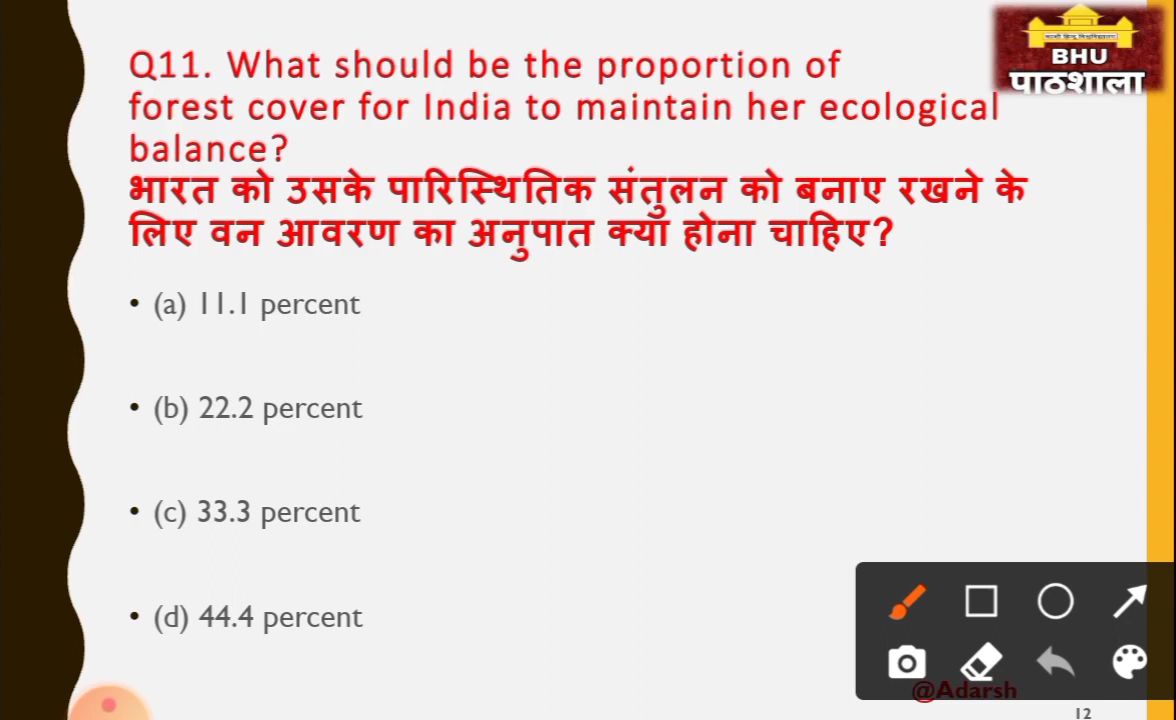 BHU
पाठशाला
Q11. What should be the proportion of
forest cover for India to maintain her ecological
balance?
भारत को उसके पारिस्थितिक संतुलन को बनाए रखने के
लिए वन आवरण का अनुपात क्या होना चाहिए?
• (a) 11.1 percent
• (b) 22.2 percent
• (c) 33.3 percent
• (d) 44.4 percent
@Adarsh
12